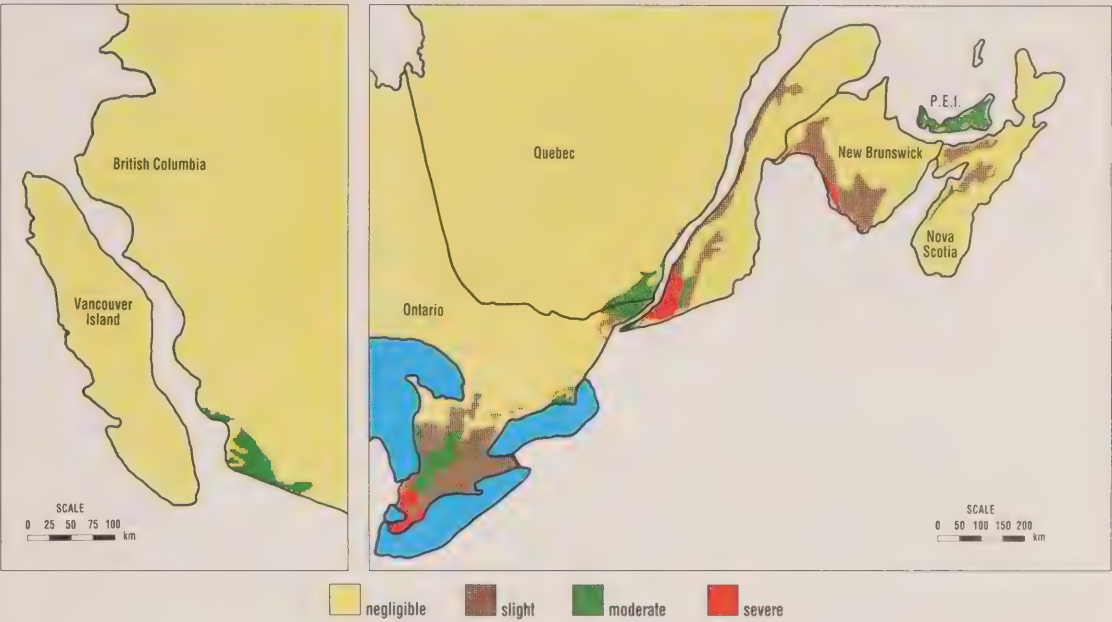 British Columbia
Vancouver
Island
SCALE
0 25 50 75 100
km
Quebec
Ontario
P.E.I.
New Brunswick
Nova
Scotia
SCALE
0 50 100 150 200
km
negligible
slight
moderate
severe